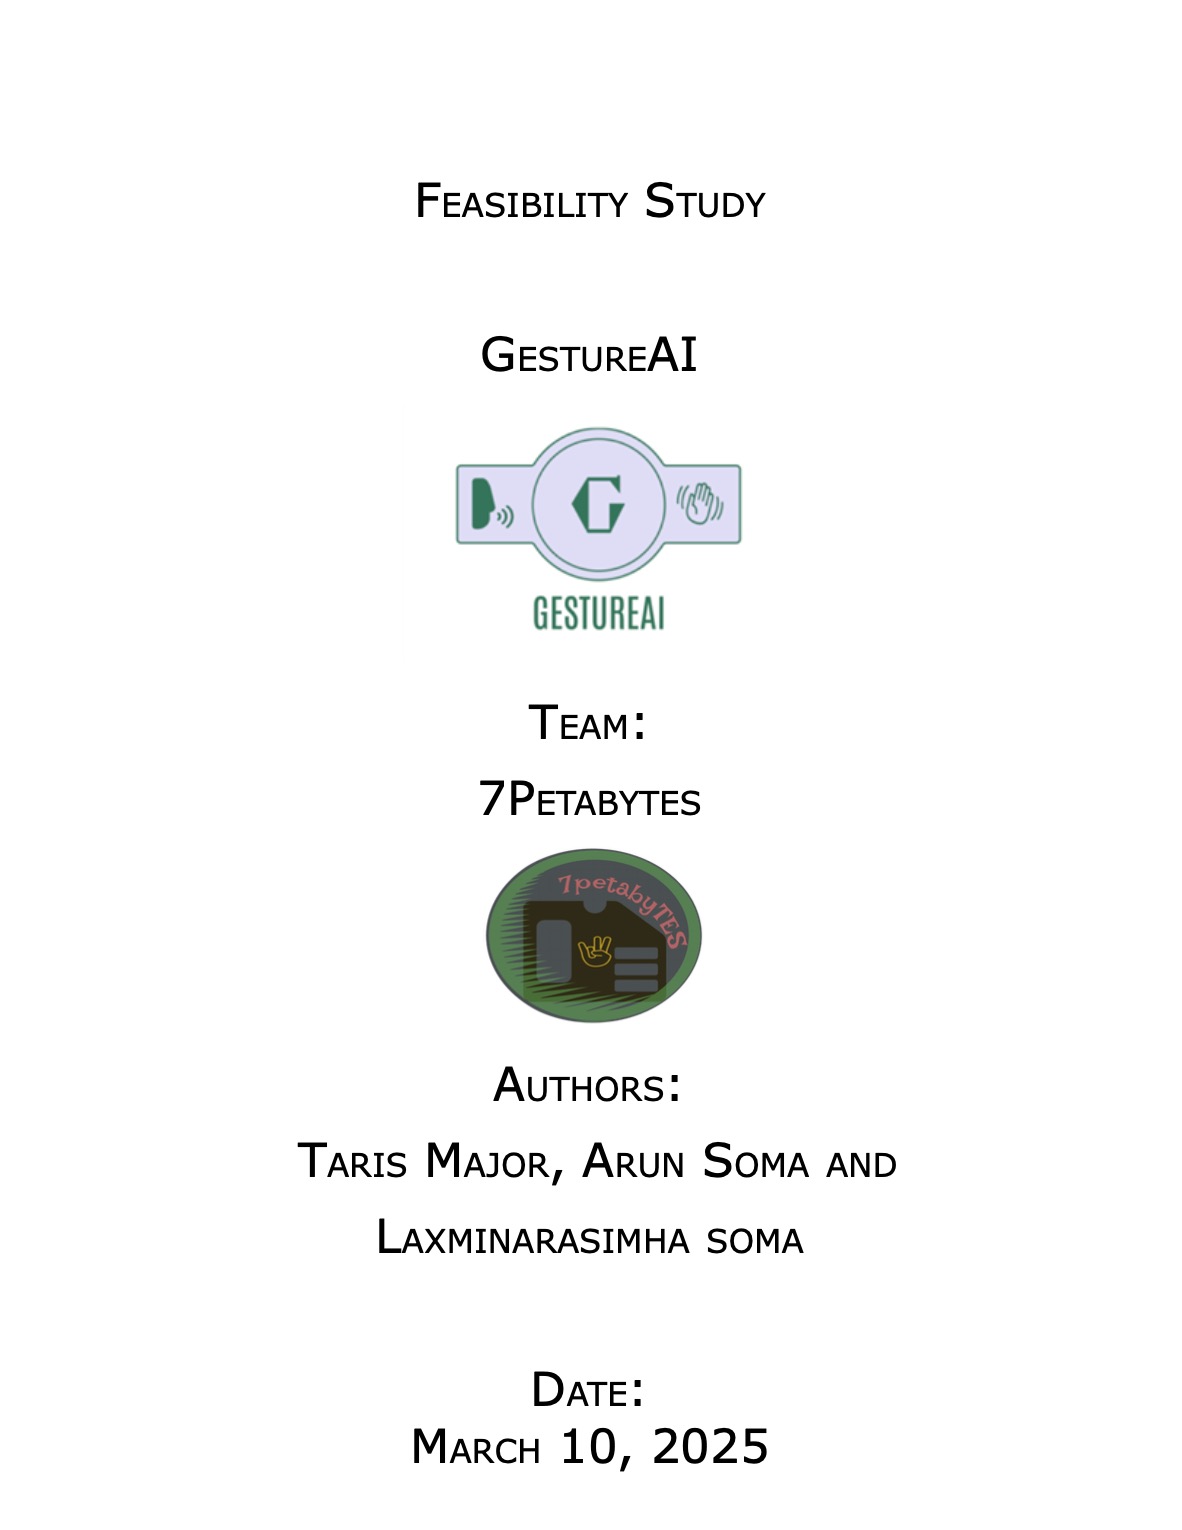 Feasibility Study
GestureAI
G
GESTUREAI
Team:
7Petabytes
7petabyTES
Authors:
Taris Major, Arun Soma and
Laxminarasimha soma
Date:
March 10, 2025